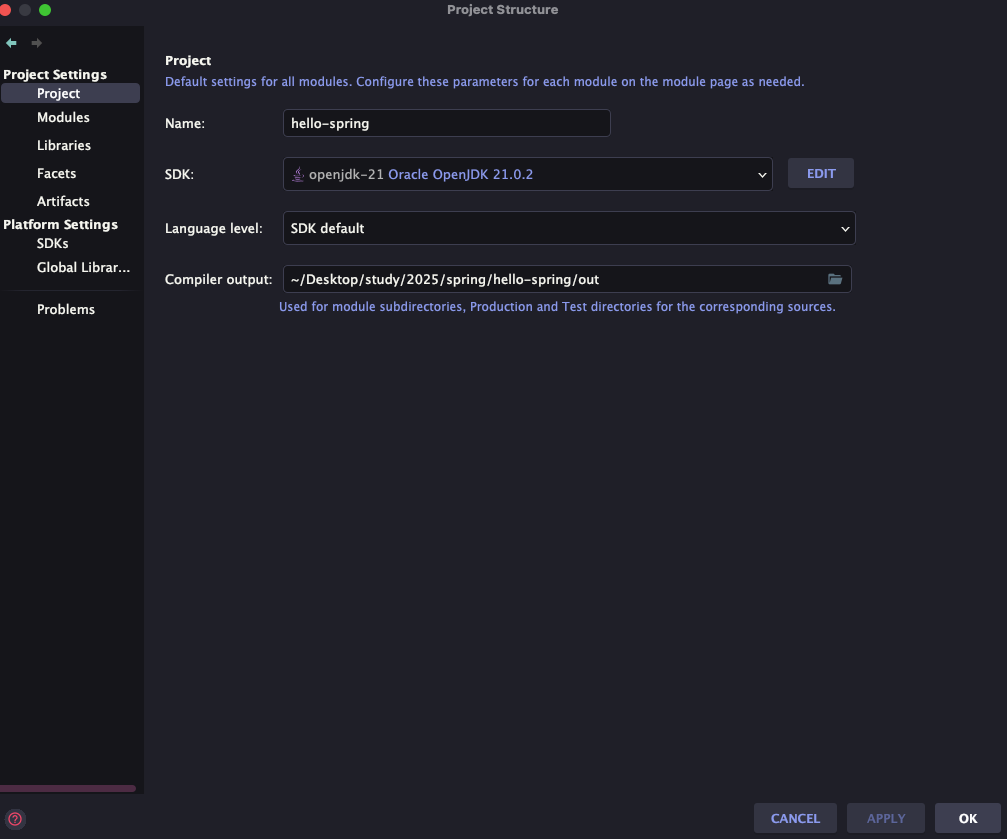 Project Structure
Project Settings
Project
Modules
Libraries
Facets
Artifacts
Platform Settings
SDKs
Global Librar...
Problems
Project
Default settings for all modules. Configure these parameters for each module on the module page as needed.
Name: hello-spring
SDK: openjdk-21 Oracle OpenJDK 21.0.2 EDIT
Language level: SDK default
Compiler output: ~/Desktop/study/2025/spring/hello-spring/out
Used for module subdirectories, Production and Test directories for the corresponding sources.
? CANCEL APPLY OK